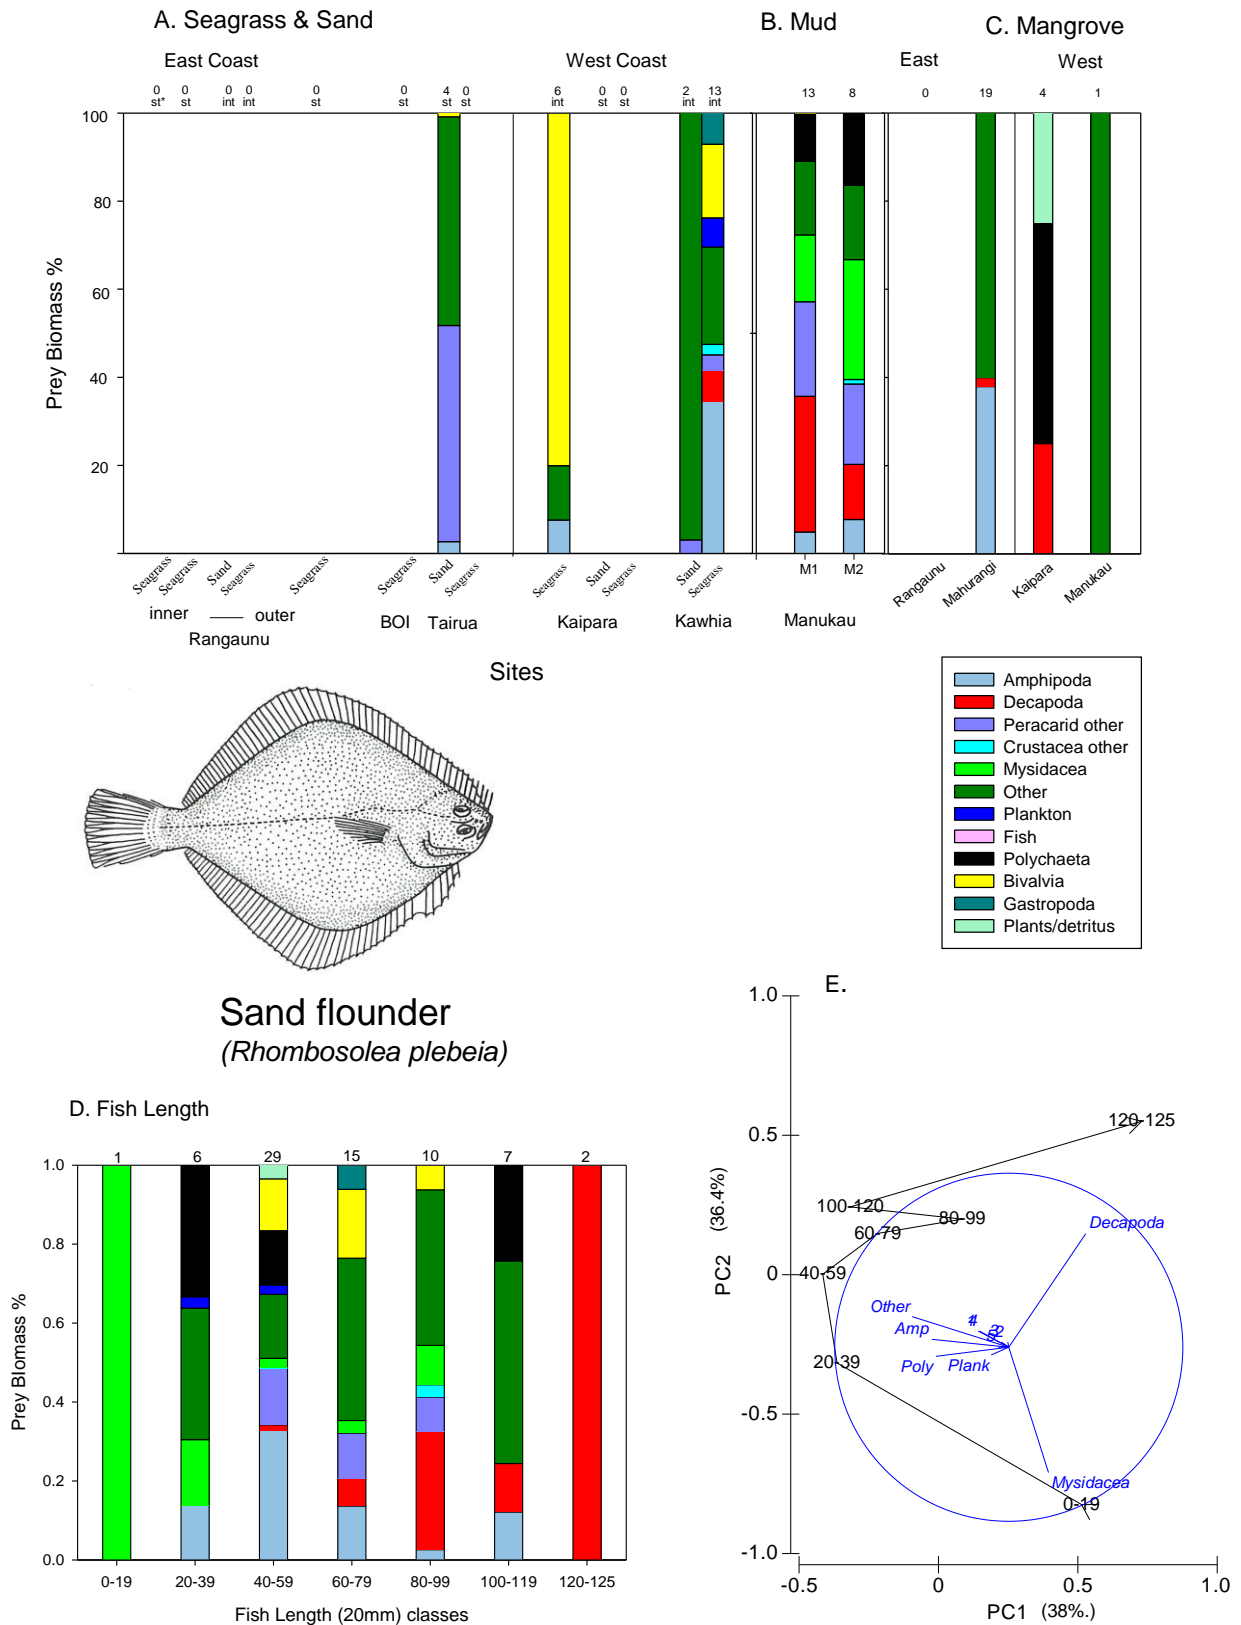 A. Seagrass & Sand
B. Mud
C. Mangrove
East Coast
West Coast
East
West
0 0 0 0 0 0 4 0 6 0 0 2 13 13 8 0 19 4 1
st* st int int st st st st int st st int int
100
80
60
40
20
Prey Biomass %
Seagrass Seagrass Sand Seagrass Seagrass Seagrass Sand Seagrass Seagrass Sand Seagrass Sand Seagrass M1 M2 Rangaunu Mahurangi Kaipara Manukau
inner outer
Rangaunu
BOI Tairua Kaipara Kawhia Manukau
Sites
Amphipoda
Decapoda
Peracarid other
Crustacea other
Mysidacea
Other
Plankton
Fish
Polychaeta
Bivalvia
Gastropoda
Plants/detritus
Sand flounder
(Rhombosolea plebeia)
D. Fish Length
1 6 29 15 10 7 2
1.0
0.8
0.6
0.4
0.2
0.0
Prey BIomass %
0-19 20-39 40-59 60-79 80-99 100-119 120-125
Fish Length (20mm) classes
E.
1.0
0.5
0
-0.5
-1.0
PC2 (36.4%)
120-125
100-120
80-99
60-79
40-59
20-39
0-19
Decapoda
Other
Amp
Poly
Plank
Mysidacea
-0.5 0 0.5 1.0
PC1 (38%.)